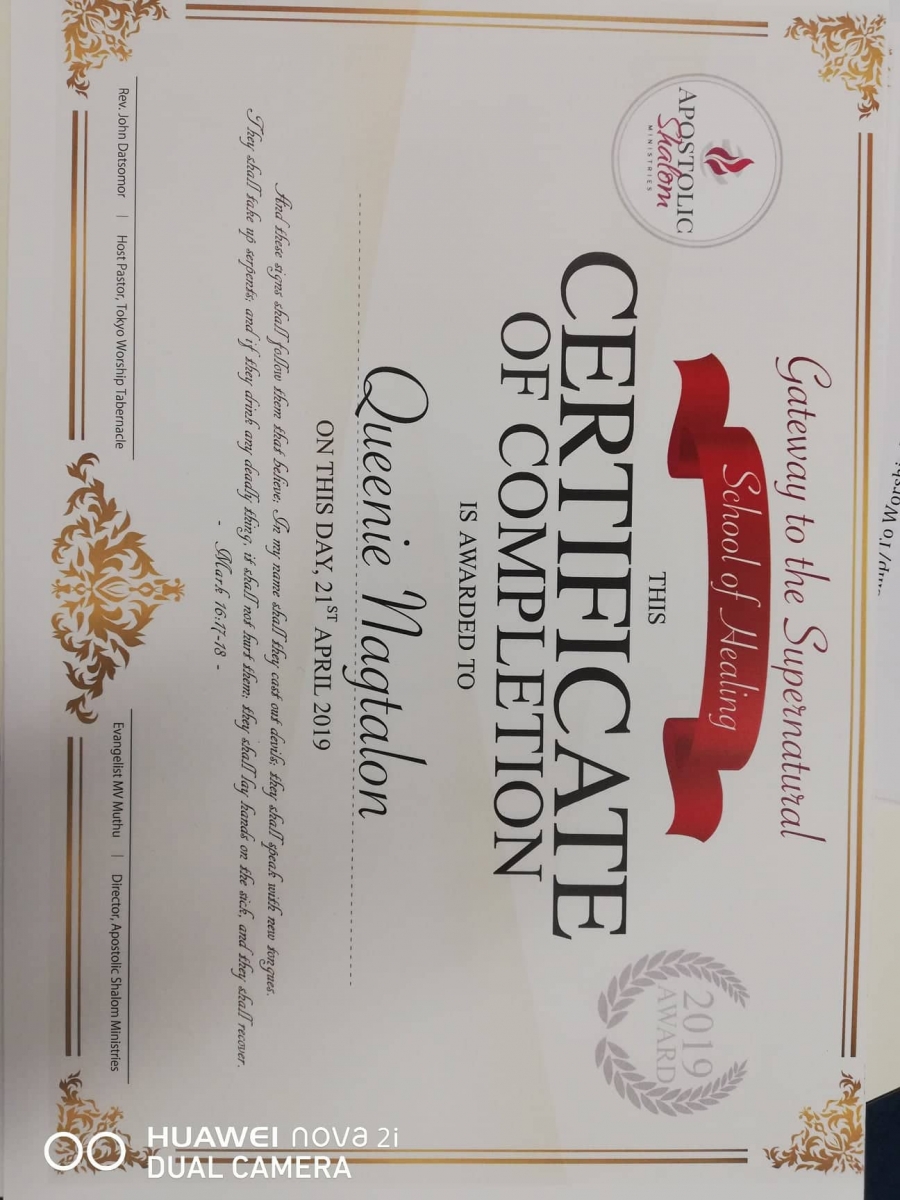 Gateway to the Supernatural
School of Healing
APOSTOLIC
Shalom
MINISTRIES
2019
AWARD
THIS
CERTIFICATE
OF COMPLETION
IS AWARDED TO
Queenie Nagtalon
ON THIS DAY, 21ST APRIL 2019
And these signs shall follow them that believe; In my name shall they cast out devils; they shall speak with new tongues.
They shall take up serpents; and if they drink any deadly thing, it shall not hurt them; they shall lay hands on the sick, and they shall recover.
- Mark 16:17-18 -
Rev. John Datsomor | Host Pastor, Tokyo Worship Tabernacle
Evangelist MV Muthu | Director, Apostolic Shalom Ministries
HUAWEI nova 2i
DUAL CAMERA